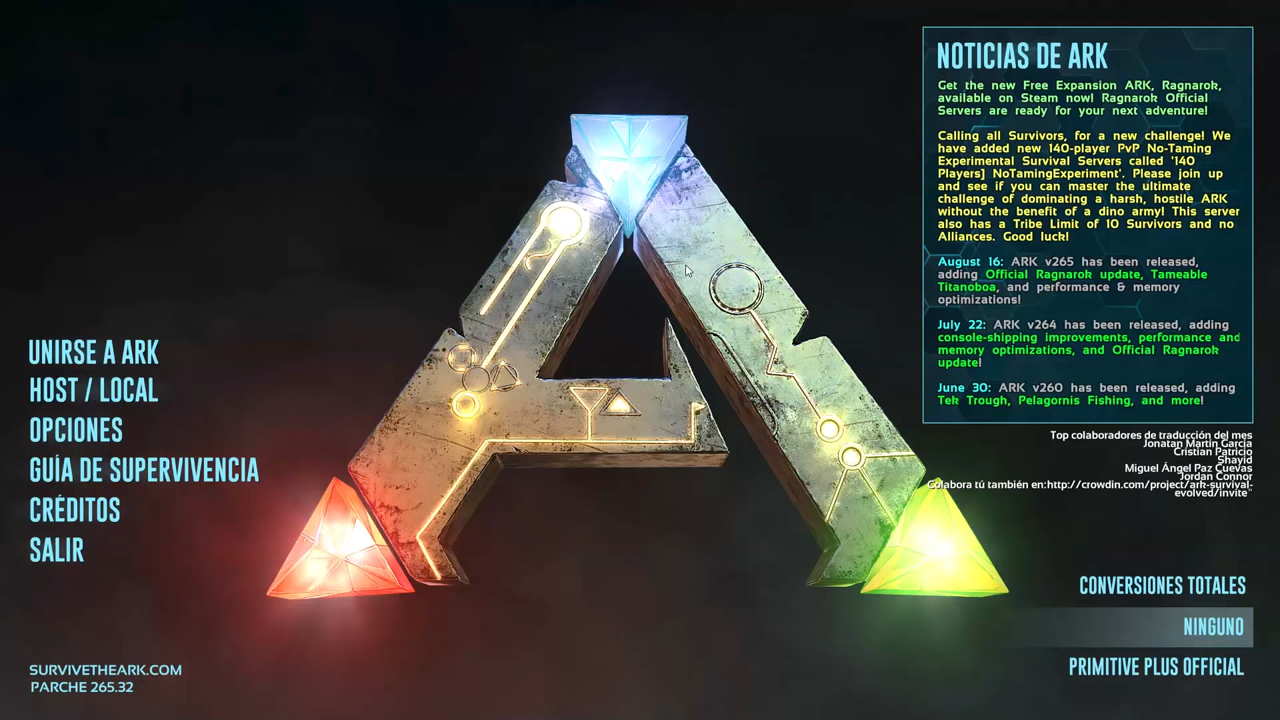 NOTICIAS DE ARK
Get the new Free Expansion ARK, Ragnarok,
available on Steam now! Ragnarok Official
Servers are ready for your next adventure!
Calling all Survivors, for a new challenge! We
have added new 140-player PvP No-Taming
Experimental Survival Servers called '140
Players] NoTamingExperiment'. Please join up
and see if you can master the ultimate
challenge of dominating a harsh, hostile ARK
without the benefit of a dino army! This server
also has a Tribe Limit of 10 Survivors and no
Alliances. Good luck!
August 16: ARK v265 has been released,
adding Official Ragnarok update, Tameable
Titanoboa, and performance & memory
optimizations!
July 22: ARK v264 has been released, adding
console-shipping improvements, performance and
memory optimizations, and Official Ragnarok
update!
June 30: ARK v260 has been released, adding
Tek Trough, Pelagornis Fishing, and more!
Top colaboradores de traducción del mes
Jonatan Martin Garcia
Cristian Patricio
Shayid
Miguel Ángel Paz Cuevas
Jordan Connor
Colabora tú también en:http://crowdin.com/project/ark-survival-
evolved/invite"
UNIRSE A ARK
HOST / LOCAL
OPCIONES
GUÍA DE SUPERVIVENCIA
CRÉDITOS
SALIR
CONVERSIONES TOTALES
NINGUNO
PRIMITIVE PLUS OFFICIAL
SURVIVETHEARK.COM
PARCHE 265.32